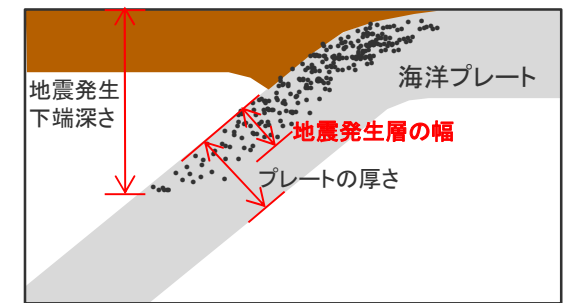 海洋プレート
地震発生
下端深さ
地震発生層の幅
プレートの厚さ